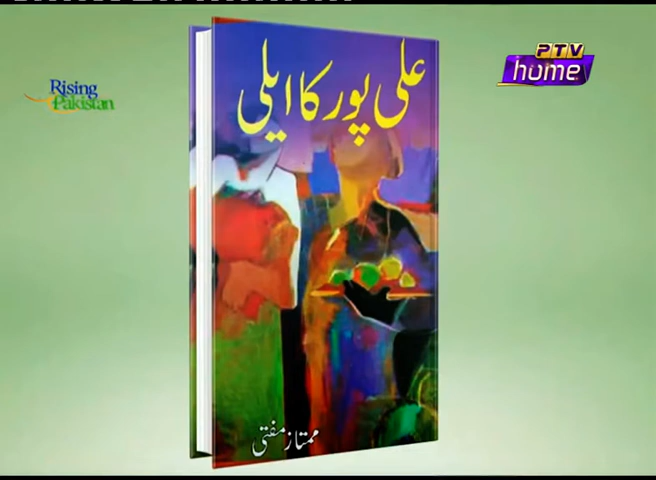 Rising
Pakistan
PTV
home
علی پور کا ایلی
ممتاز مفتی